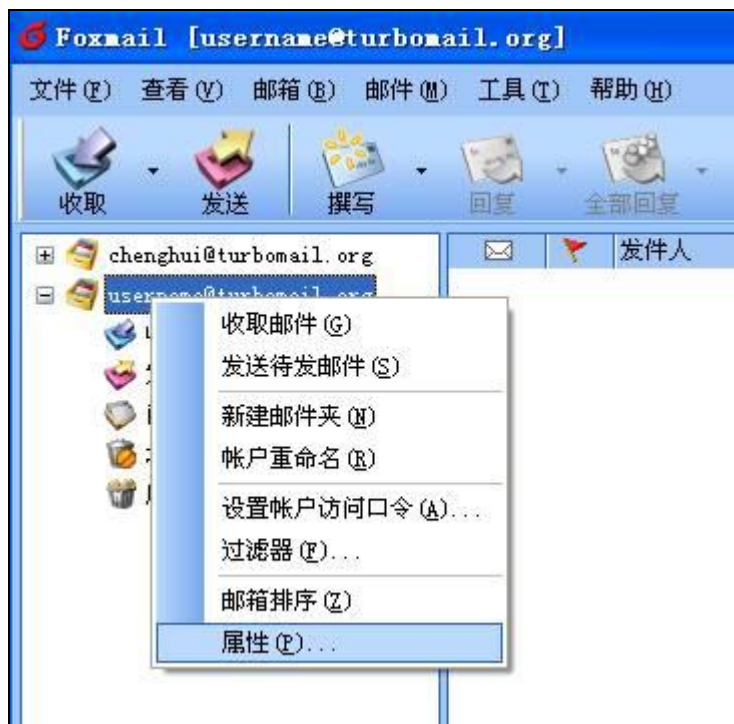 Foxmail [username@turbomail.org]
文件(F) 查看(V) 邮箱(B) 邮件(M) 工具(T) 帮助(H)
收取 发送 撰写 回复 全部回复
chenghui@turbomail.org
发件人
username@turbomail.org
收取邮件(G)
发送待发邮件(S)
新建邮件夹(N)
帐户重命名(R)
设置帐户访问口令(A)...
过滤器(F)...
邮箱排序(Z)
属性(P)...